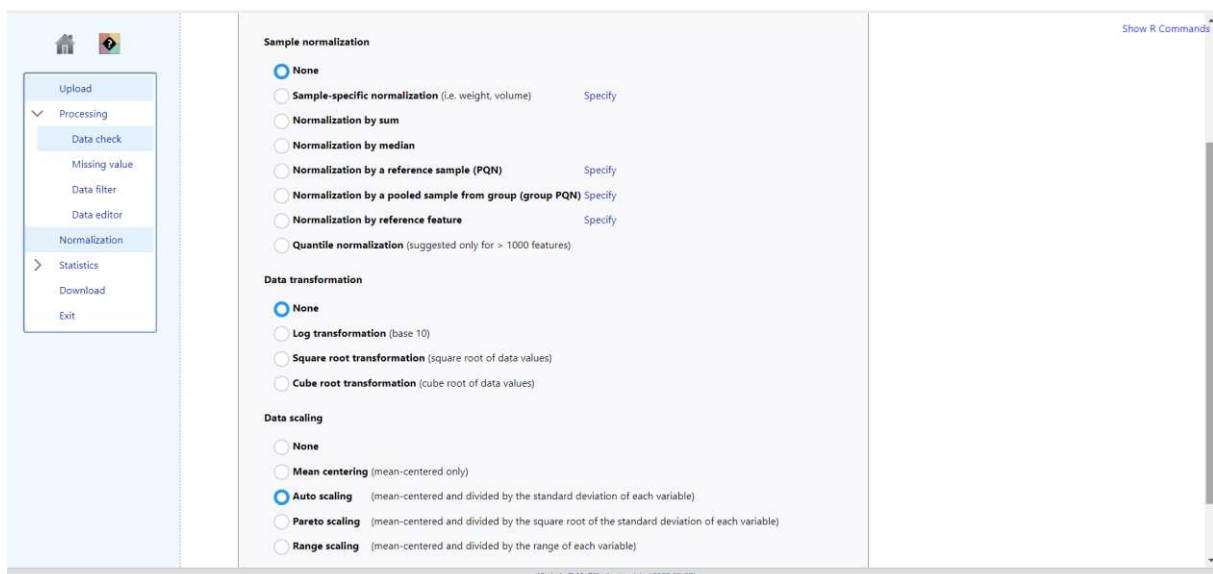 Show R Commands
Upload
Processing
Data check
Missing value
Data filter
Data editor
Normalization
Statistics
Download
Exit
Sample normalization
None
Sample-specific normalization (i.e. weight, volume) Specify
Normalization by sum
Normalization by median
Normalization by a reference sample (PQN) Specify
Normalization by a pooled sample from group (group PQN) Specify
Normalization by reference feature Specify
Quantile normalization (suggested only for > 1000 features)
Data transformation
None
Log transformation (base 10)
Square root transformation (square root of data values)
Cube root transformation (cube root of data values)
Data scaling
None
Mean centering (mean-centered only)
Auto scaling (mean-centered and divided by the standard deviation of each variable)
Pareto scaling (mean-centered and divided by the square root of the standard deviation of each variable)
Range scaling (mean-centered and divided by the range of each variable)